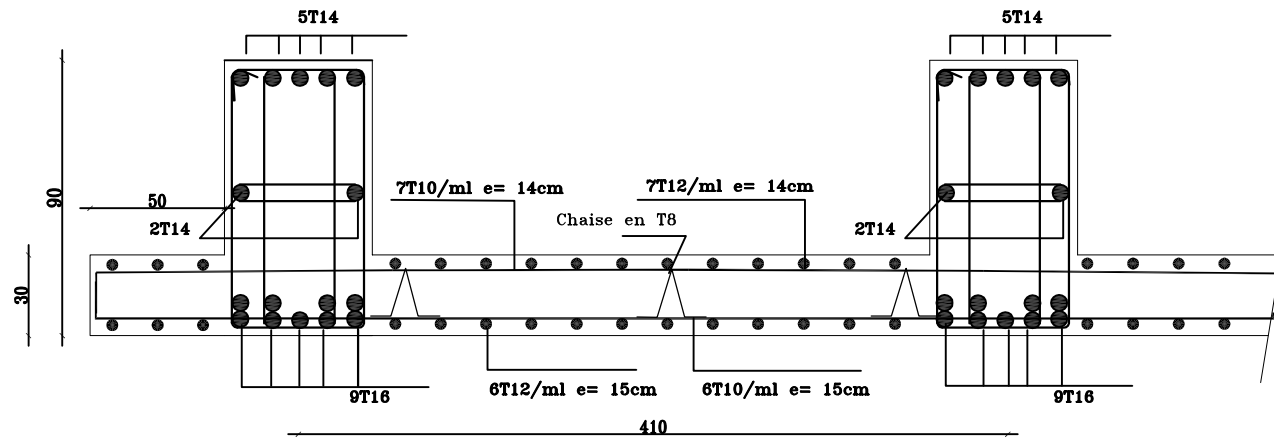 5T14
5T14
90
50
7T10/ml e= 14cm
7T12/ml e= 14cm
Chaise en T8
2T14
2T14
30
6T12/ml e= 15cm
6T10/ml e= 15cm
9T16
9T16
410